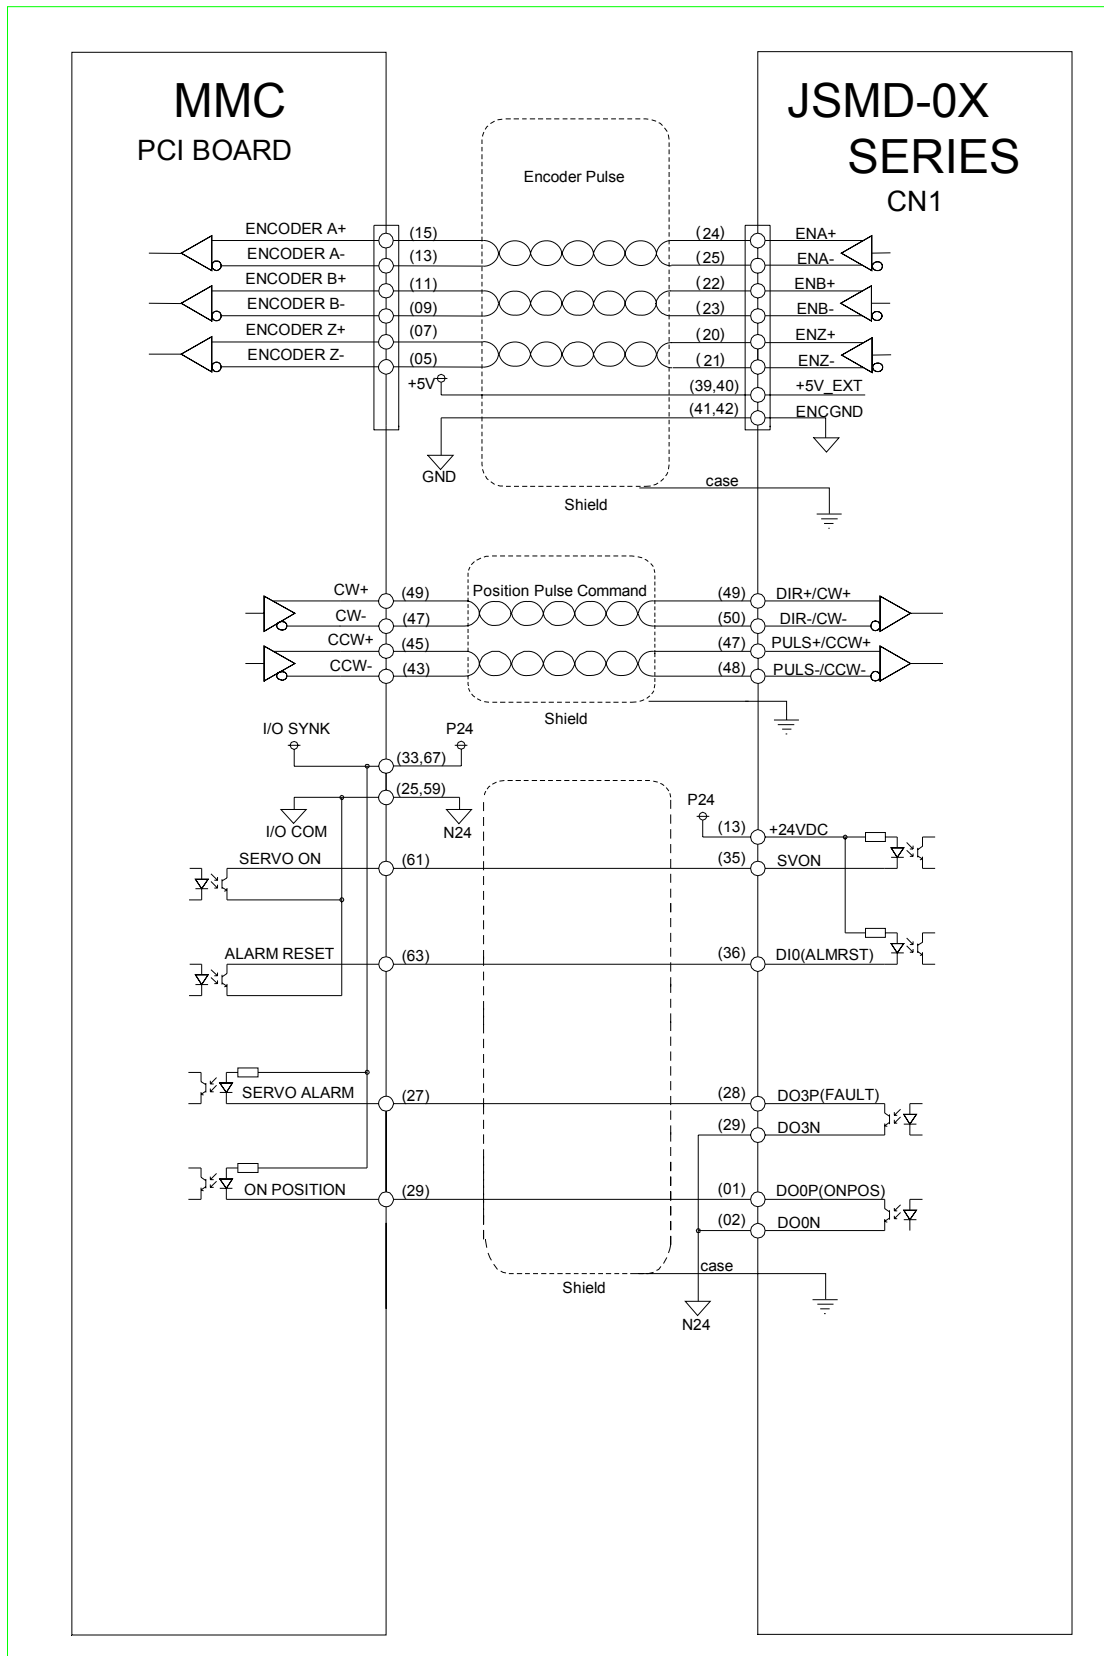 MMC
PCI BOARD
JSMD-0X
SERIES
CN1
Encoder Pulse
ENCODER A+ (15) (24) ENA+
ENCODER A- (13) (25) ENA-
ENCODER B+ (11) (22) ENB+
ENCODER B- (09) (23) ENB-
ENCODER Z+ (07) (20) ENZ+
ENCODER Z- (05) (21) ENZ-
+5V (39,40) +5V_EXT
(41,42) ENCGND
GND
case
Shield
Position Pulse Command
CW+ (49) (49) DIR+/CW+
CW- (47) (50) DIR-/CW-
CCW+ (45) (47) PULS+/CCW+
CCW- (43) (48) PULS-/CCW-
Shield
I/O SYNK P24
(33,67)
(25,59)
I/O COM N24
P24
(13) +24VDC
SERVO ON (61) (35) SVON
ALARM RESET (63) (36) DI0(ALMRST)
SERVO ALARM (27) (28) DO3P(FAULT)
(29) DO3N
ON POSITION (29) (01) DO0P(ONPOS)
(02) DO0N
case
Shield
N24